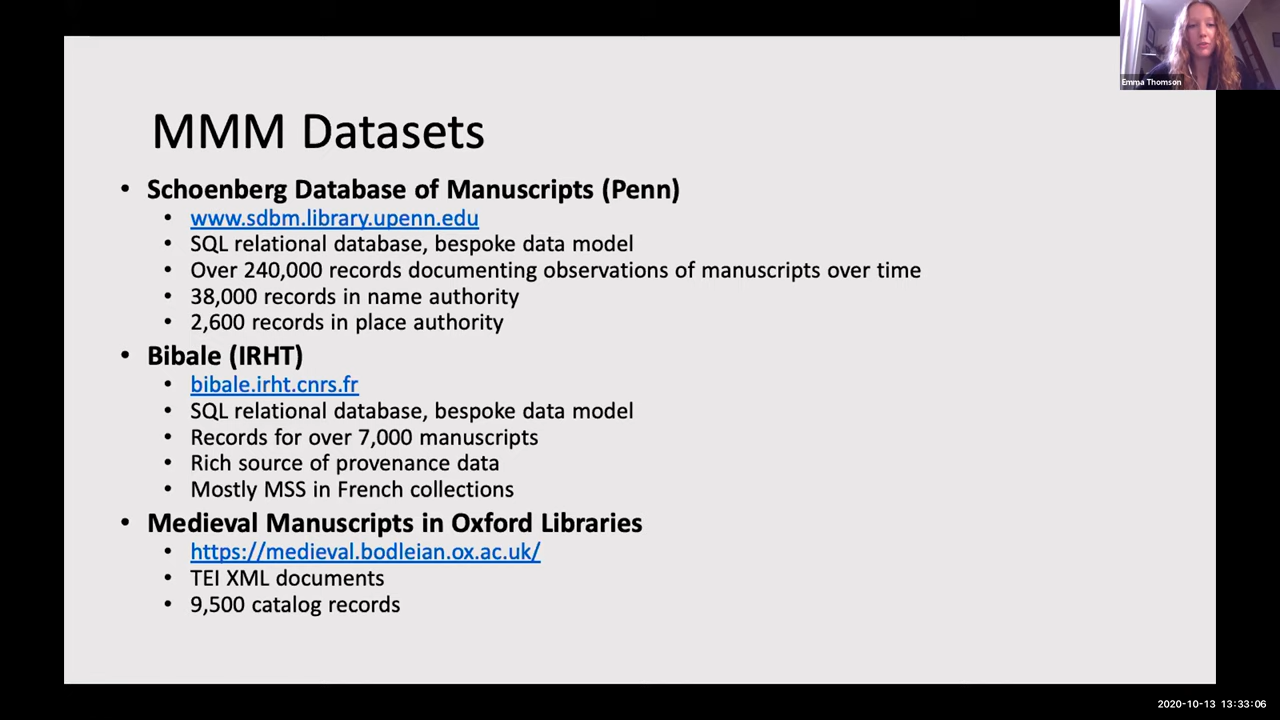 Emma Thomson
MMM Datasets
• Schoenberg Database of Manuscripts (Penn)
• www.sdbm.library.upenn.edu
• SQL relational database, bespoke data model
• Over 240,000 records documenting observations of manuscripts over time
• 38,000 records in name authority
• 2,600 records in place authority
• Bibale (IRHT)
• bibale.irht.cnrs.fr
• SQL relational database, bespoke data model
• Records for over 7,000 manuscripts
• Rich source of provenance data
• Mostly MSS in French collections
• Medieval Manuscripts in Oxford Libraries
• https://medieval.bodleian.ox.ac.uk/
• TEI XML documents
• 9,500 catalog records
2020-10-13 13:33:06